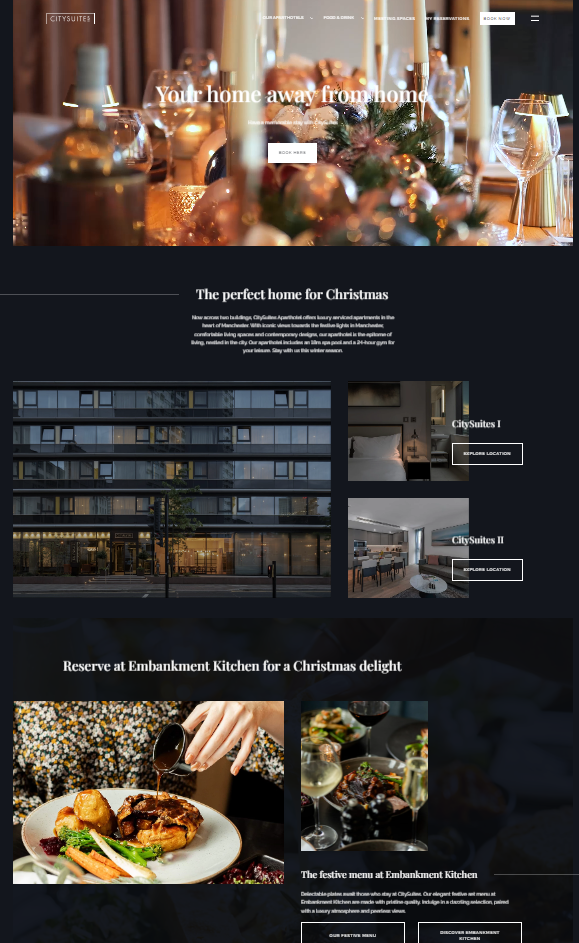 CITYSUITES
OUR APARTHOTELS
FOOD & DRINKS
MEETING SPACES
MY RESERVATIONS
BOOK NOW
Your home away from home
BOOK HERE
The perfect home for Christmas
Now across two buildings, CitySuites Aparthotel offers luxury serviced apartments in the
heart of Manchester. With iconic views towards the festive lights in Manchester,
comfortable living spaces and contemporary designs, our aparthotel is the epitome of
living, nestled in the city. Our aparthotel includes an 18m spa pool and a 24-hour gym for
your leisure. Stay with us this winter season.
CitySuites I
EXPLORE LOCATION
CitySuites II
EXPLORE LOCATION
Reserve at Embankment Kitchen for a Christmas delight
The festive menu at Embankment Kitchen
Delectable plates await those who stay at CitySuites. Our elegant festive set menu at
Embankment Kitchen are made with pristine quality. Indulge in a dazzling selection, paired
with a luxury atmosphere and peerless views.
OUR FESTIVE MENU
DISCOVER EMBANKMENT
KITCHEN